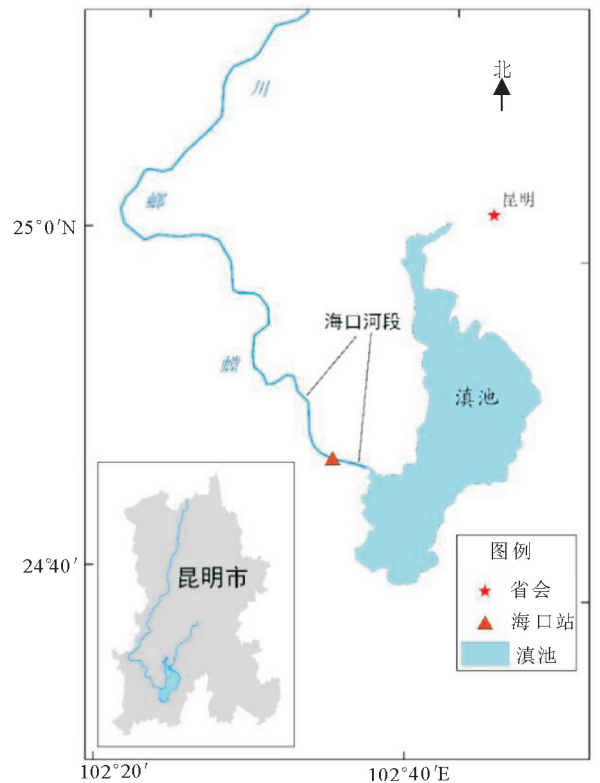 北
川
昆明
螂
25°0′N
海口河段
螳
滇池
昆明市
24°40′
图例
省会
海口站
滇池
102°20′
102°40′E